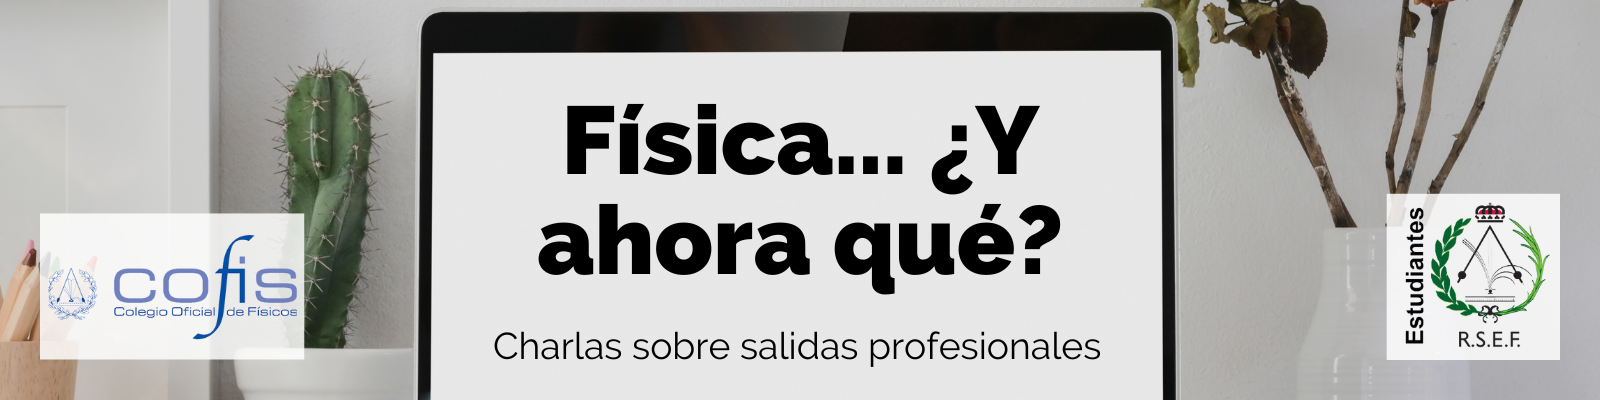 Física... ¿Y
ahora qué?
Charlas sobre salidas profesionales
cofis
Colegio Oficial de Físicos
Estudiantes
R.S.E.F.